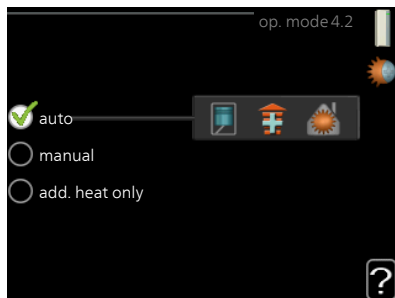 op. mode 4.2
auto
manual
add. heat only
?